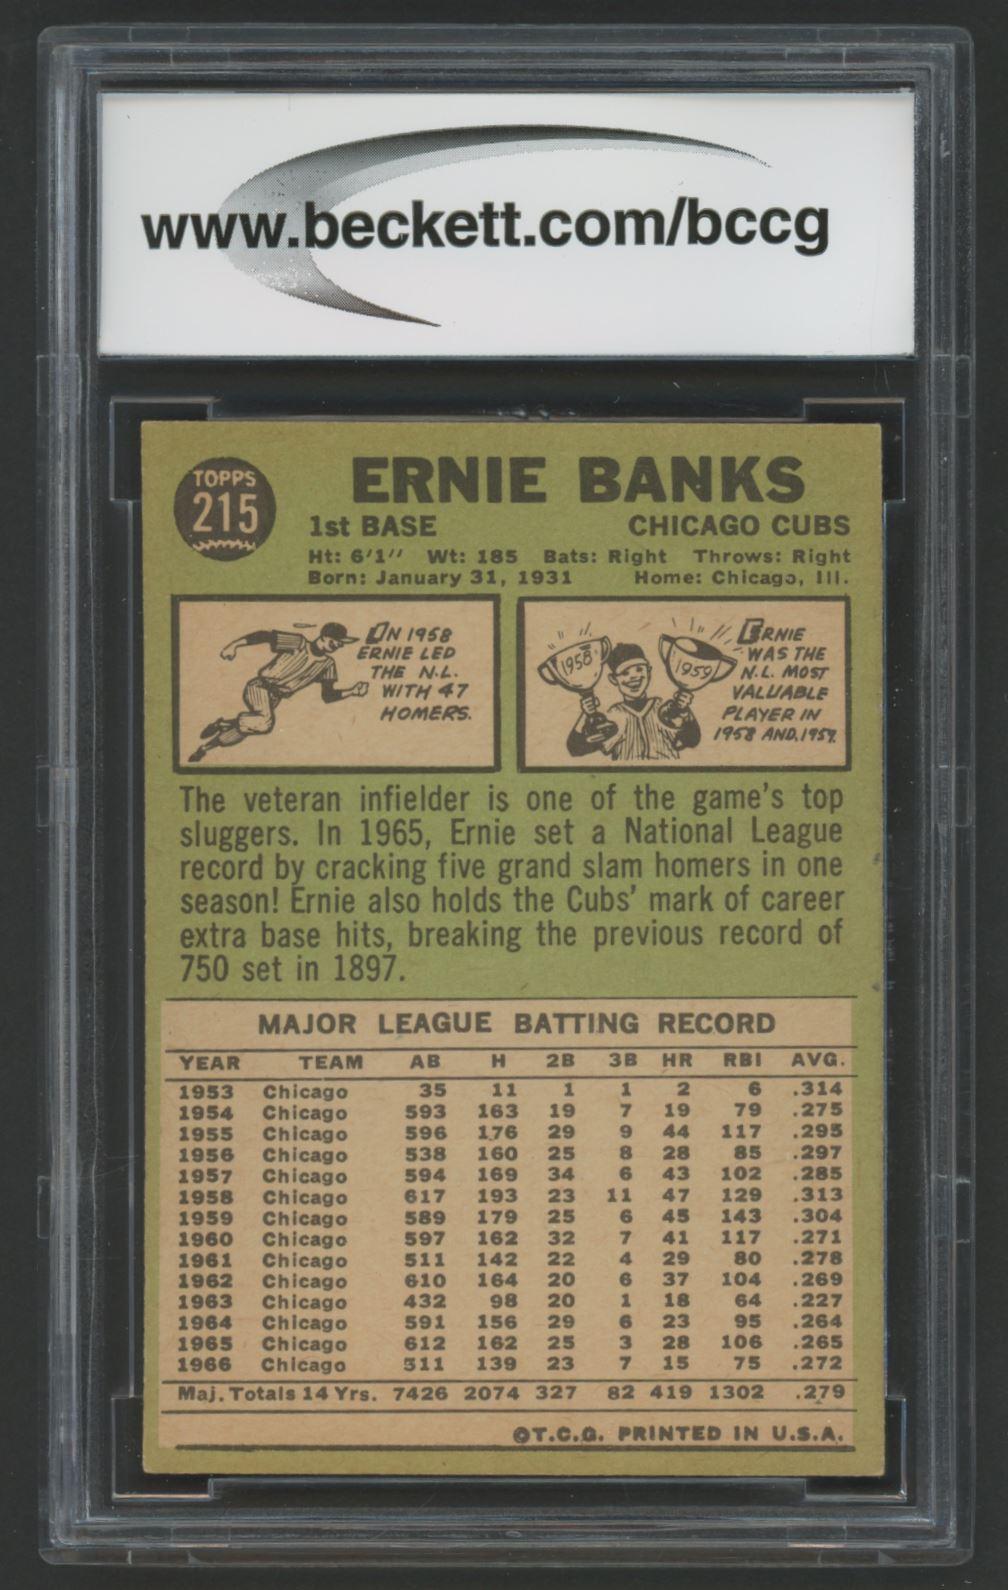 www.beckett.com/bccg
TOPPS
215
ERNIE BANKS
1st BASE CHICAGO CUBS
Ht: 6'1" Wt: 185 Bats: Right Throws: Right
Born: January 31, 1931 Home: Chicago, Ill.
IN 1958
ERNIE LED
THE N.L.
WITH 47
HOMERS.
1958
1959
ERNIE
WAS THE
N.L. MOST
VALUABLE
PLAYER IN
1958 AND 1959.
The veteran infielder is one of the game's top
sluggers. In 1965, Ernie set a National League
record by cracking five grand slam homers in one
season! Ernie also holds the Cubs' mark of career
extra base hits, breaking the previous record of
750 set in 1897.
MAJOR LEAGUE BATTING RECORD
YEAR TEAM AB H 2B 3B HR RBI AVG.
1953 Chicago 35 11 1 1 2 6 .314
1954 Chicago 593 163 19 7 19 79 .275
1955 Chicago 596 176 29 9 44 117 .295
1956 Chicago 538 160 25 8 28 85 .297
1957 Chicago 594 169 34 6 43 102 .285
1958 Chicago 617 193 23 11 47 129 .313
1959 Chicago 589 179 25 6 45 143 .304
1960 Chicago 597 162 32 7 41 117 .271
1961 Chicago 511 142 22 4 29 80 .278
1962 Chicago 610 164 20 6 37 104 .269
1963 Chicago 432 98 20 1 18 64 .227
1964 Chicago 591 156 29 6 23 95 .264
1965 Chicago 612 162 25 3 28 106 .265
1966 Chicago 511 139 23 7 15 75 .272
Maj. Totals 14 Yrs. 7426 2074 327 82 419 1302 .279
©T.C.G. PRINTED IN U.S.A.